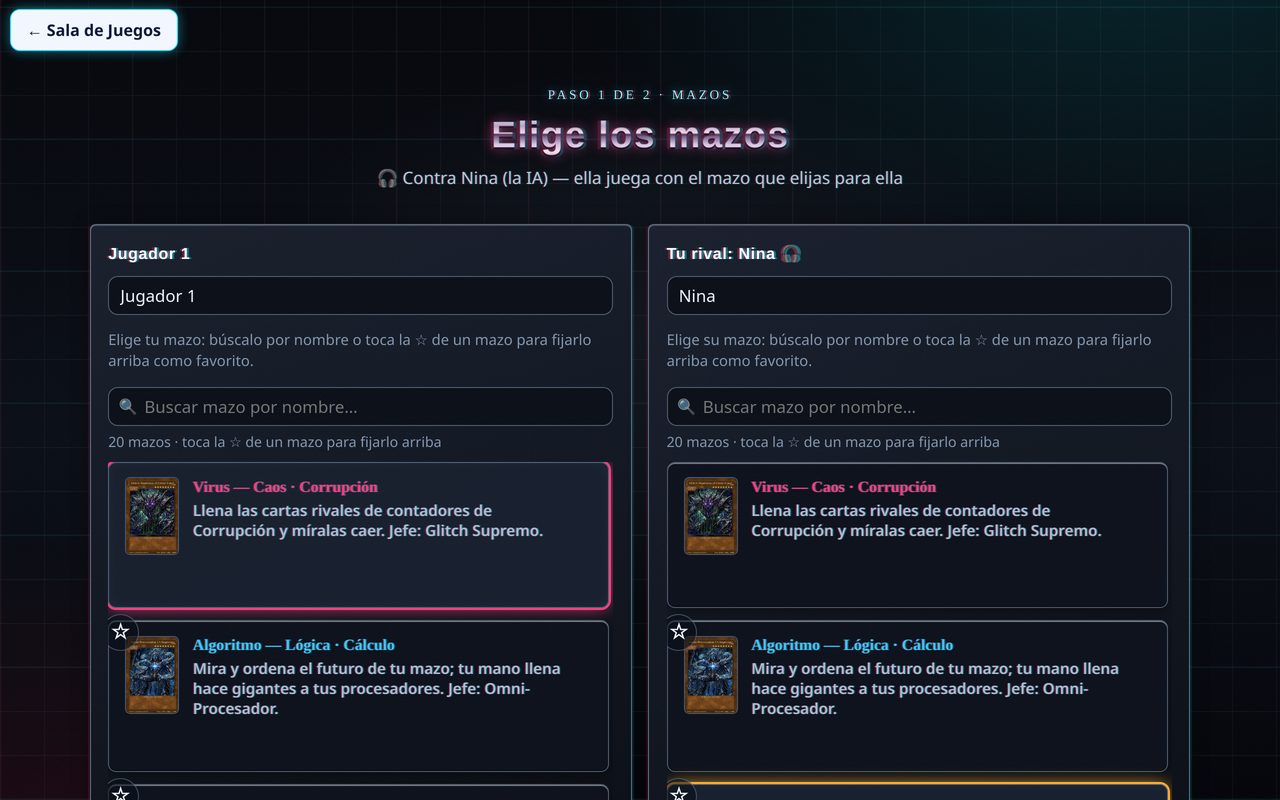 ← Sala de Juegos
PASO 1 DE 2 · MAZOS
Elige los mazos
🎧 Contra Nina (la IA) — ella juega con el mazo que elijas para ella
Jugador 1
Jugador 1
Elige tu mazo: búscalo por nombre o toca la ☆ de un mazo para fijarlo
arriba como favorito.
🔍 Buscar mazo por nombre...
20 mazos · toca la ☆ de un mazo para fijarlo arriba
Virus — Caos · Corrupción
Llena las cartas rivales de contadores de
Corrupción y míralas caer. Jefe: Glitch Supremo.
☆
Algoritmo — Lógica · Cálculo
Mira y ordena el futuro de tu mazo; tu mano llena
hace gigantes a tus procesadores. Jefe: Omni-
Procesador.
☆
Tu rival: Nina 🎧
Nina
Elige su mazo: búscalo por nombre o toca la ☆ de un mazo para fijarlo
arriba como favorito.
🔍 Buscar mazo por nombre...
20 mazos · toca la ☆ de un mazo para fijarlo arriba
Virus — Caos · Corrupción
Llena las cartas rivales de contadores de
Corrupción y míralas caer. Jefe: Glitch Supremo.
☆
Algoritmo — Lógica · Cálculo
Mira y ordena el futuro de tu mazo; tu mano llena
hace gigantes a tus procesadores. Jefe: Omni-
Procesador.
☆